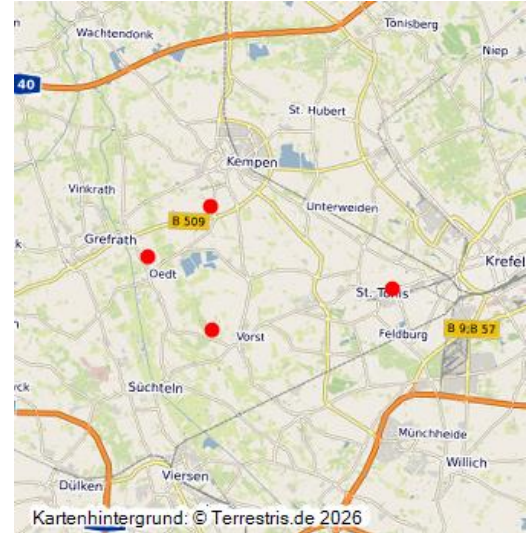 Wachtendonk
Tönisberg
Niep
40
St. Hubert
Kempen
Vinkrath
Unterweiden
B 509
Grefrath
Oedt
Krefel
St. Tönis
B 9;B 57
Vorst
Feldburg
ck
Süchteln
Münchheide
Willich
Viersen
Dülken
Kartenhintergrund: © Terrestris.de 2026